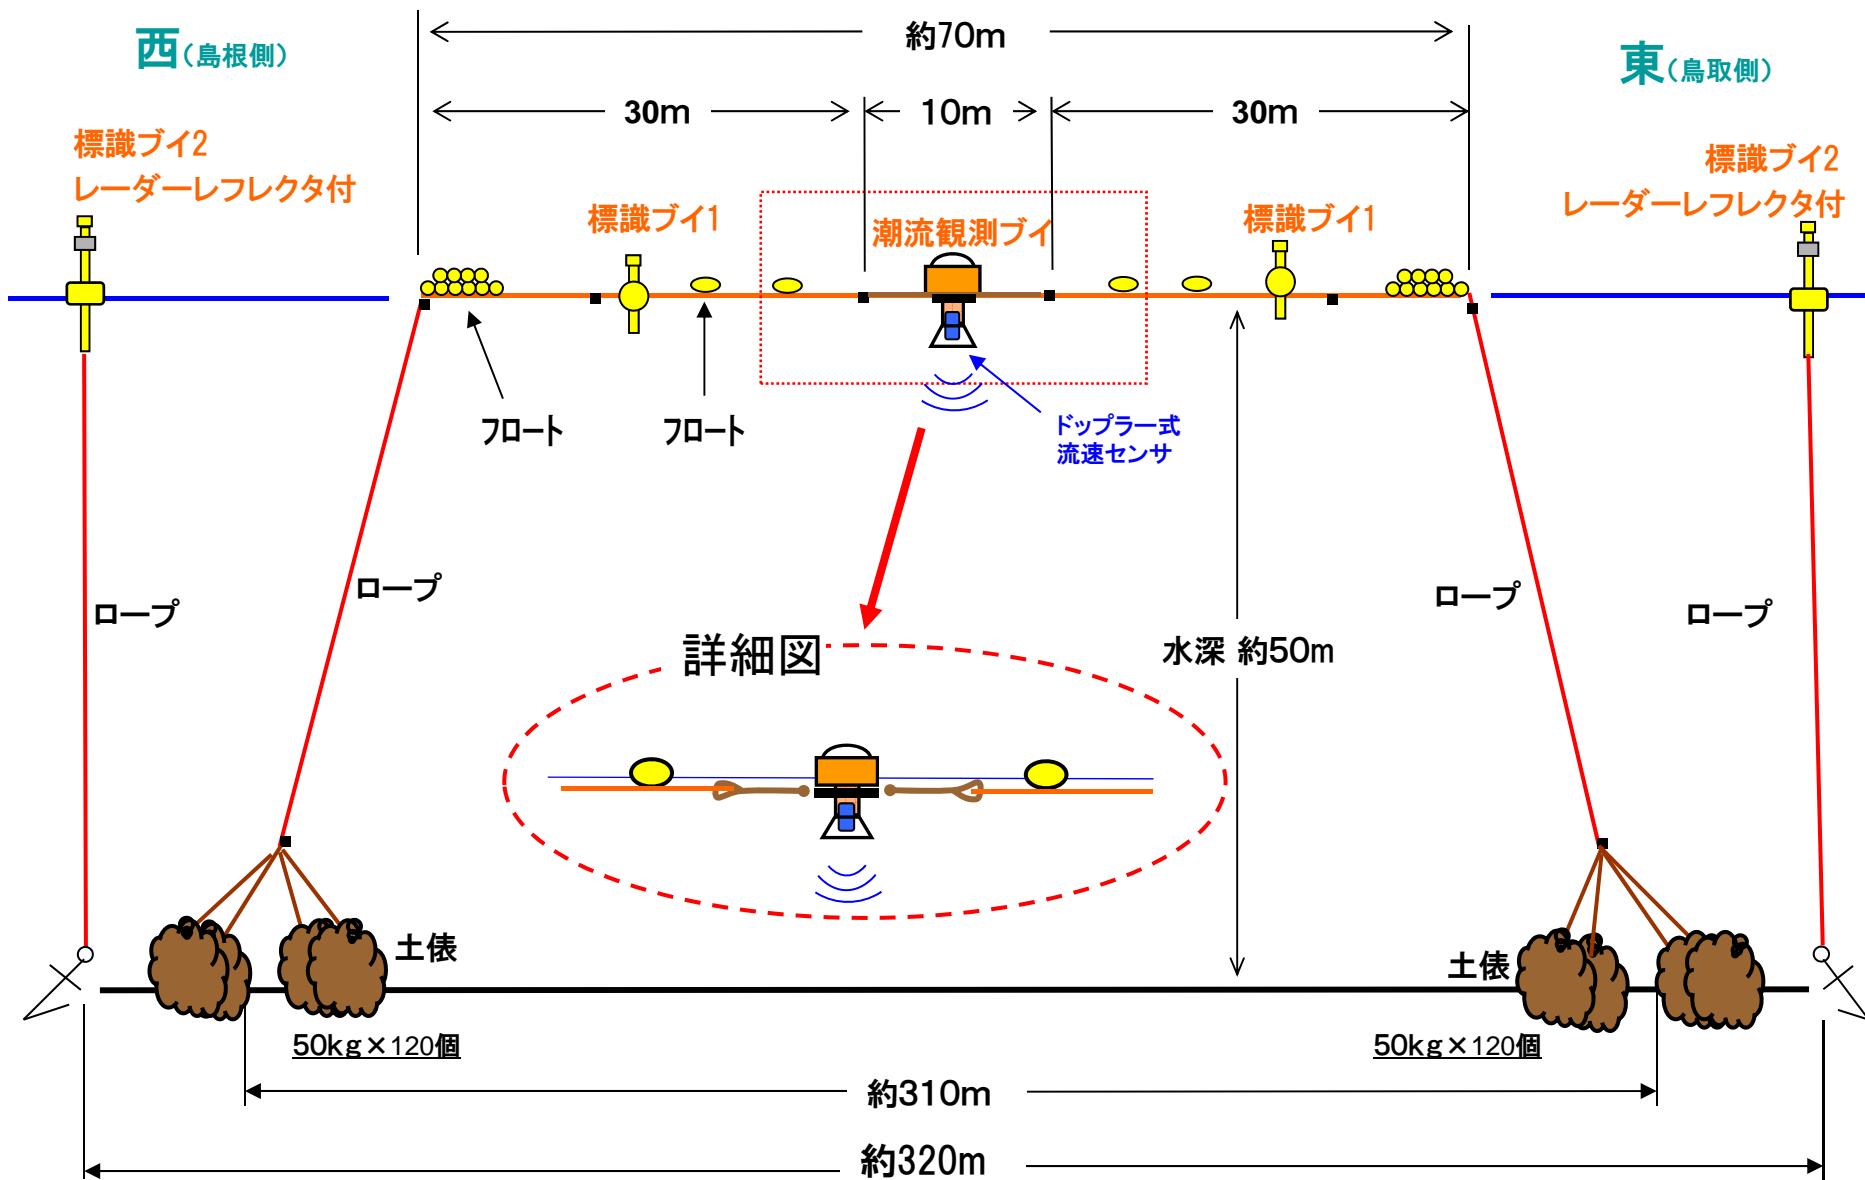 約70m
西（島根側）
東（鳥取側）
30m
10m
30m
標識ブイ2
レーダーレフレクタ付
標識ブイ2
レーダーレフレクタ付
標識ブイ1
潮流観測ブイ
標識ブイ1
フロート
フロート
ドップラー式
流速センサ
ロープ
ロープ
ロープ
ロープ
詳細図
水深 約50m
土俵
土俵
50kg×120個
50kg×120個
約310m
約320m